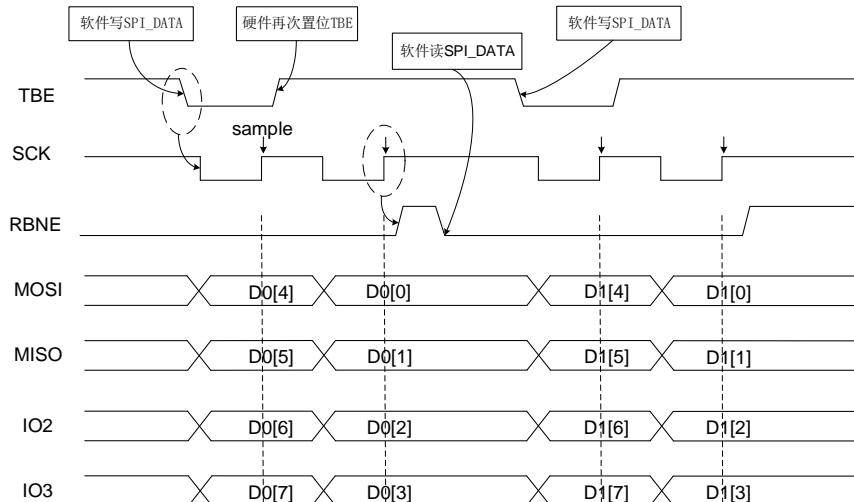 软件写SPI_DATA
硬件再次置位TBE
软件写SPI_DATA
软件读SPI_DATA
TBE
sample
SCK
RBNE
MOSI
D0[4]
D0[0]
D1[4]
D1[0]
MISO
D0[5]
D0[1]
D1[5]
D1[1]
IO2
D0[6]
D0[2]
D1[6]
D1[2]
IO3
D0[7]
D0[3]
D1[7]
D1[3]